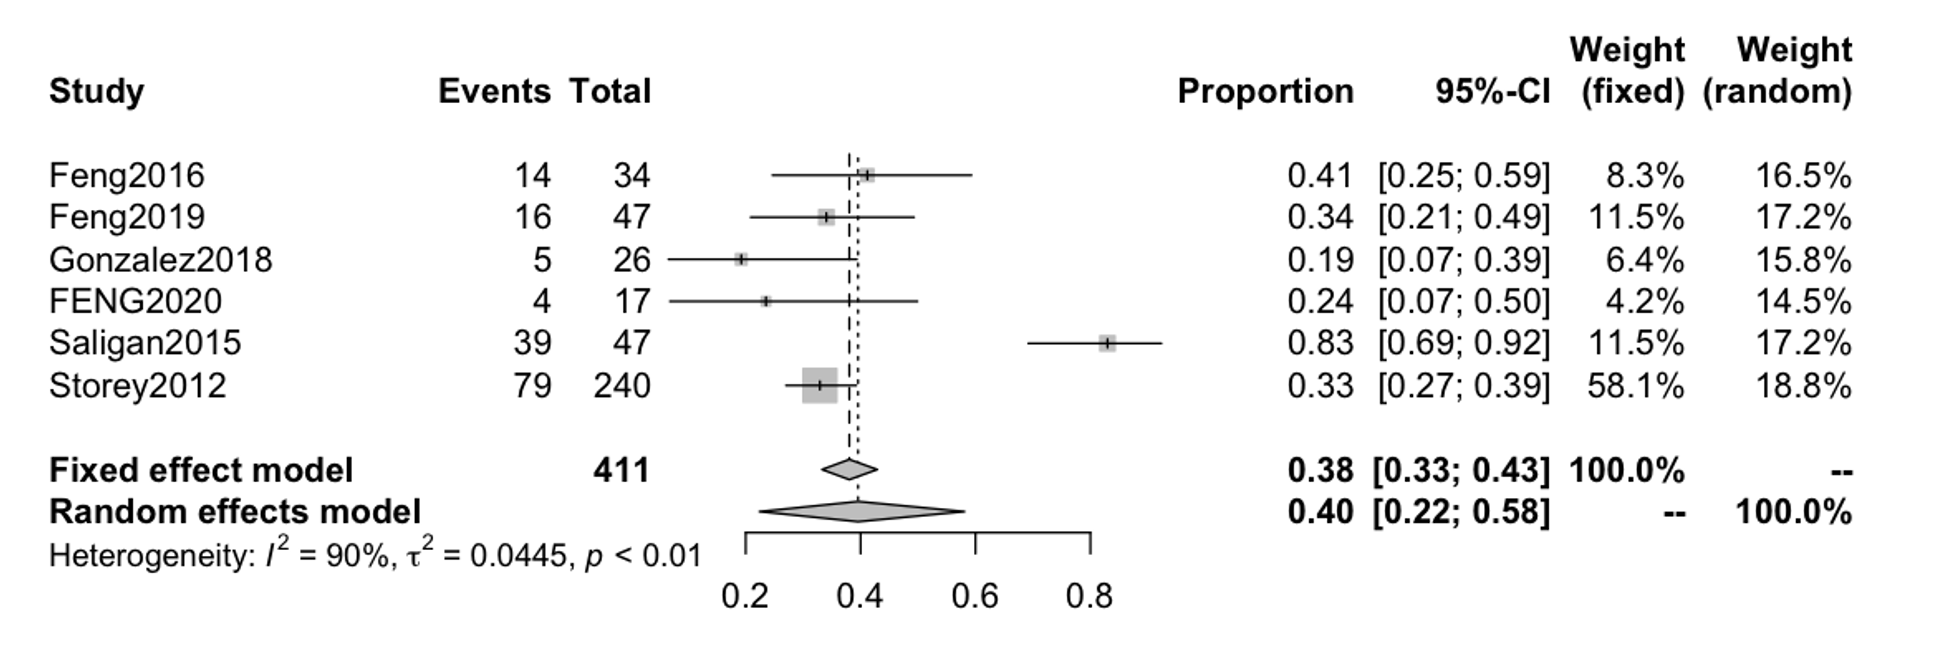 Weight Weight
Study Events Total Proportion 95%-CI (fixed) (random)
Feng2016 14 34 0.41 [0.25; 0.59] 8.3% 16.5%
Feng2019 16 47 0.34 [0.21; 0.49] 11.5% 17.2%
Gonzalez2018 5 26 0.19 [0.07; 0.39] 6.4% 15.8%
FENG2020 4 17 0.24 [0.07; 0.50] 4.2% 14.5%
Saligan2015 39 47 0.83 [0.69; 0.92] 11.5% 17.2%
Storey2012 79 240 0.33 [0.27; 0.39] 58.1% 18.8%
Fixed effect model 411 0.38 [0.33; 0.43] 100.0% --
Random effects model 0.40 [0.22; 0.58] -- 100.0%
Heterogeneity: I² = 90%, τ² = 0.0445, p < 0.01
0.2 0.4 0.6 0.8